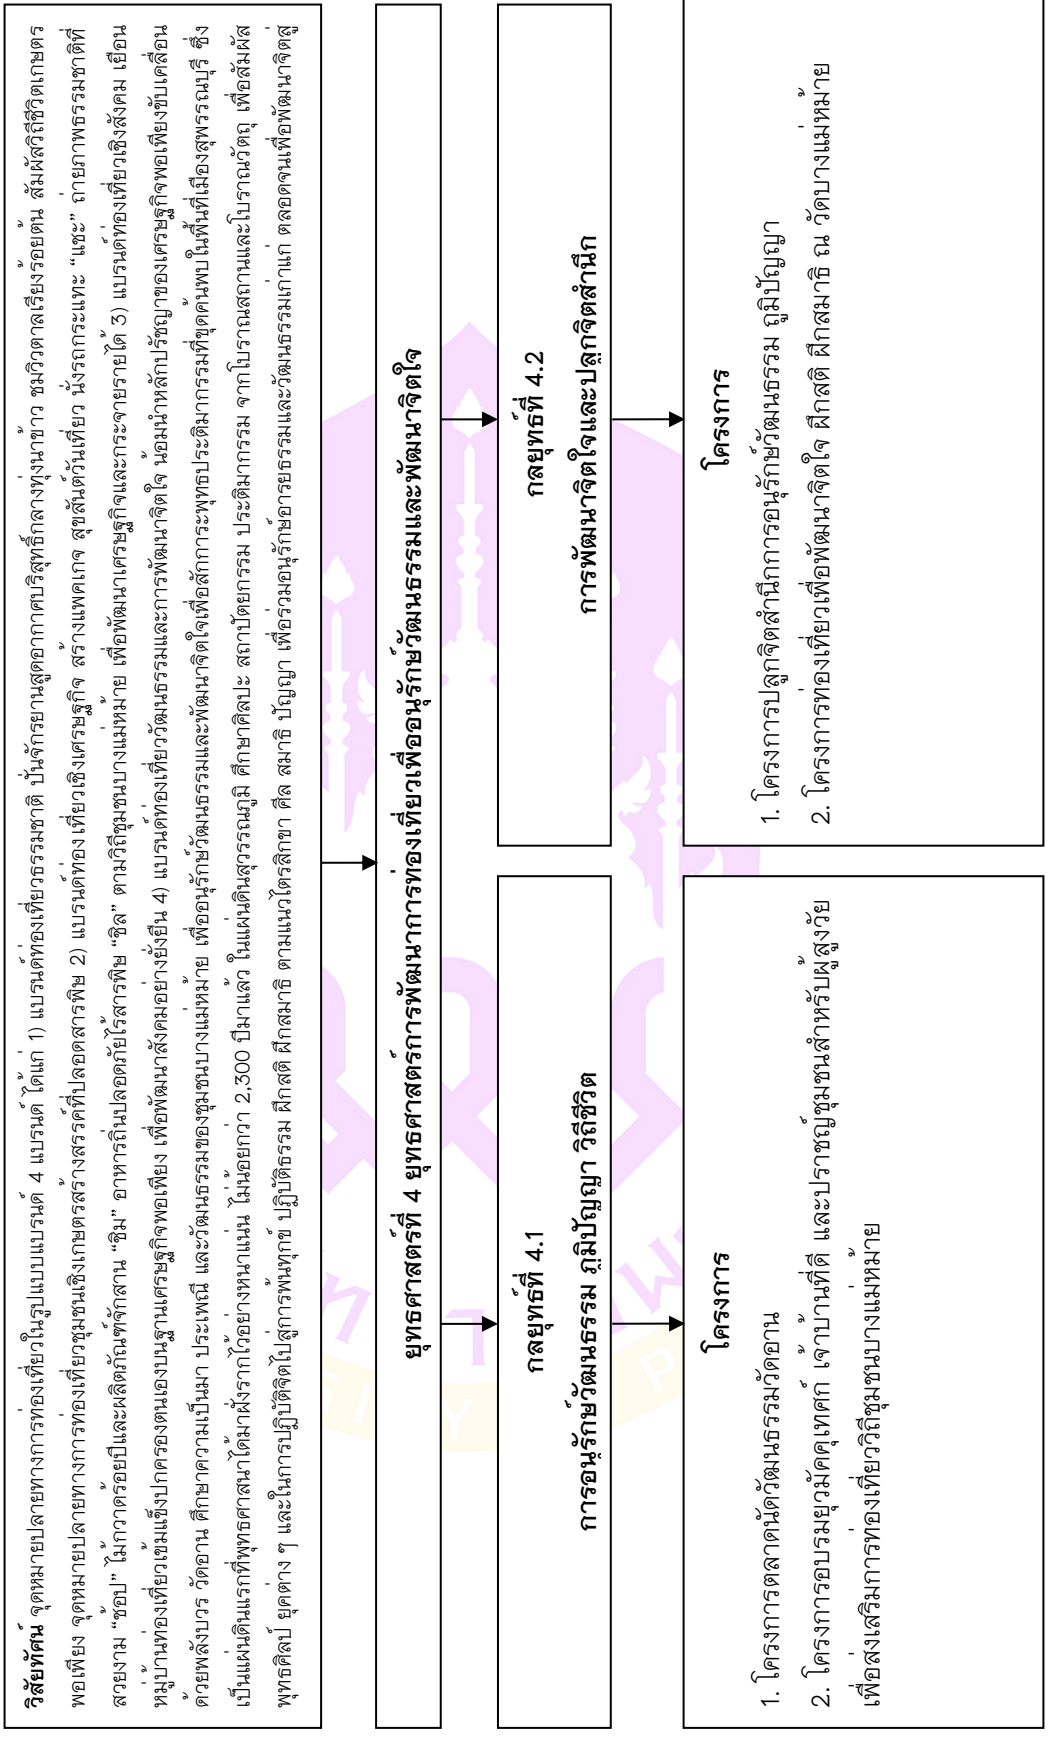 วิสัยทัศน์ จุดหมายปลายทางการท่องเที่ยวในรูปแบบแบรนด์ 4 แบรนด์ ได้แก่ 1) แบรนด์ท่องเที่ยวธรรมชาติ ปั่นจักรยานสูดอากาศบริสุทธิ์กลางทุ่งนาข้าว ชมวิวตาลเรียงร้อยต้น สัมผัสวิถีชีวิตเกษตร
พอเพียง จุดหมายปลายทางการท่องเที่ยวชุมชนเชิงเกษตรสร้างสรรค์ที่ปลอดสารพิษ 2) แบรนด์ท่อง เที่ยวเชิงเศรษฐกิจ สร้างแพคเกจ สุขสันต์วันเที่ยว นั่งรถกระแทะ “แชะ” ถ่ายภาพธรรมชาติที่
สวยงาม “ช้อป” ไม้กวาดร้อยปีและผลิตภัณฑ์จักสาน “ชิม” อาหารถิ่นปลอดภัยไร้สารพิษ “ชิล” ตามวิถีชุมชนบางแม่หม้าย เพื่อพัฒนาเศรษฐกิจและกระจายรายได้ 3) แบรนด์ท่องเที่ยวเชิงสังคม เยือน
หมู่บ้านท่องเที่ยวเข้มแข็งปกครองตนเองบนฐานเศรษฐกิจพอเพียง เพื่อพัฒนาสังคมอย่างยั่งยืน 4) แบรนด์ท่องเที่ยววัฒนธรรมและการพัฒนาจิตใจ น้อมนำหลักปรัชญาของเศรษฐกิจพอเพียงขับเคลื่อน
ด้วยพลังบวร วัดอาน ศึกษาความเป็นมา ประเพณี และวัฒนธรรมของชุมชนบางแม่หม้าย เพื่ออนุรักษ์วัฒนธรรมและพัฒนาจิตใจเพื่อสักการะพุทธประติมากรรมที่ขุดค้นพบในพื้นที่เมืองสุพรรณบุรี ซึ่ง
เป็นแผ่นดินแรกที่พุทธศาสนาได้มาฝังรากไว้อย่างหนาแน่น ไม่น้อยกว่า 2,300 ปีมาแล้ว ในแผ่นดินสุวรรณภูมิ ศึกษาศิลปะ สถาปัตยกรรม ประติมากรรม จากโบราณสถานและโบราณวัตถุ เพื่อสัมผัส
พุทธศิลป์ ยุคต่าง ๆ และในการปฏิบัติจิตไปสู่การพ้นทุกข์ ปฏิบัติธรรม ฝึกสติ ฝึกสมาธิ ตามแนวไตรสิกขา ศีล สมาธิ ปัญญา เพื่อร่วมอนุรักษ์อารยธรรมและวัฒนธรรมเก่าแก่ ตลอดจนเพื่อพัฒนาจิตสู่
ยุทธศาสตร์ที่ 4 ยุทธศาสตร์การพัฒนาการท่องเที่ยวเพื่ออนุรักษ์วัฒนธรรมและพัฒนาจิตใจ
กลยุทธ์ที่ 4.1
การอนุรักษ์วัฒนธรรม ภูมิปัญญา วิถีชีวิต
กลยุทธ์ที่ 4.2
การพัฒนาจิตใจและปลูกจิตสำนึก
โครงการ
1. โครงการตลาดนัดวัฒนธรรมวัดอาน
2. โครงการอบรมยุวมัคคุเทศก์ เจ้าบ้านที่ดี และปราชญ์ชุมชนสำหรับผู้สูงวัย
เพื่อส่งเสริมการท่องเที่ยววิถีชุมชนบางแม่หม้าย
โครงการ
1. โครงการปลูกจิตสำนึกการอนุรักษ์วัฒนธรรม ภูมิปัญญา
2. โครงการท่องเที่ยวเพื่อพัฒนาจิตใจ ฝึกสติ ฝึกสมาธิ ณ วัดบางแม่หม้าย